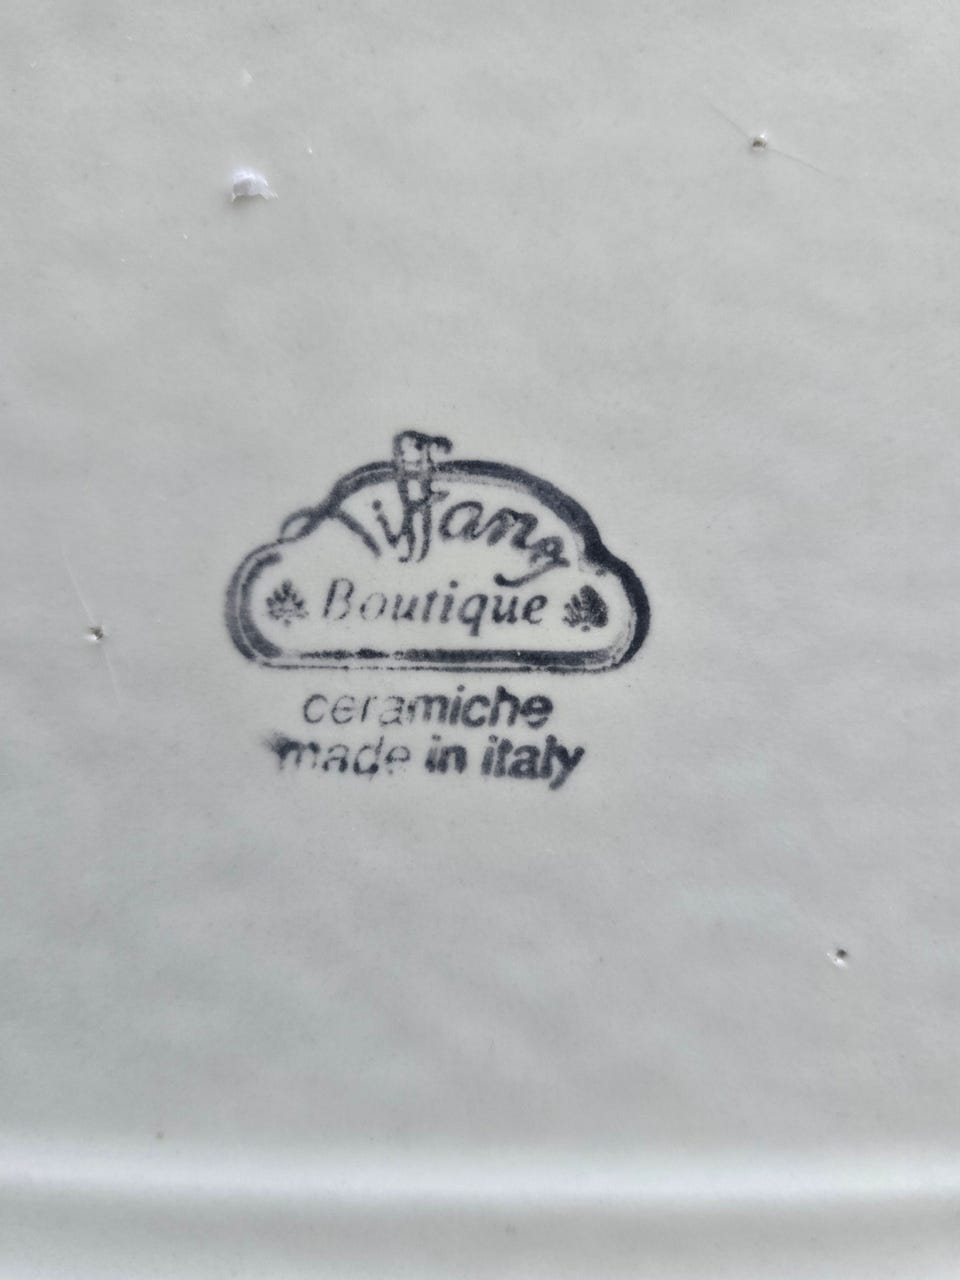 Tiffany
Boutique
ceramiche
made in italy